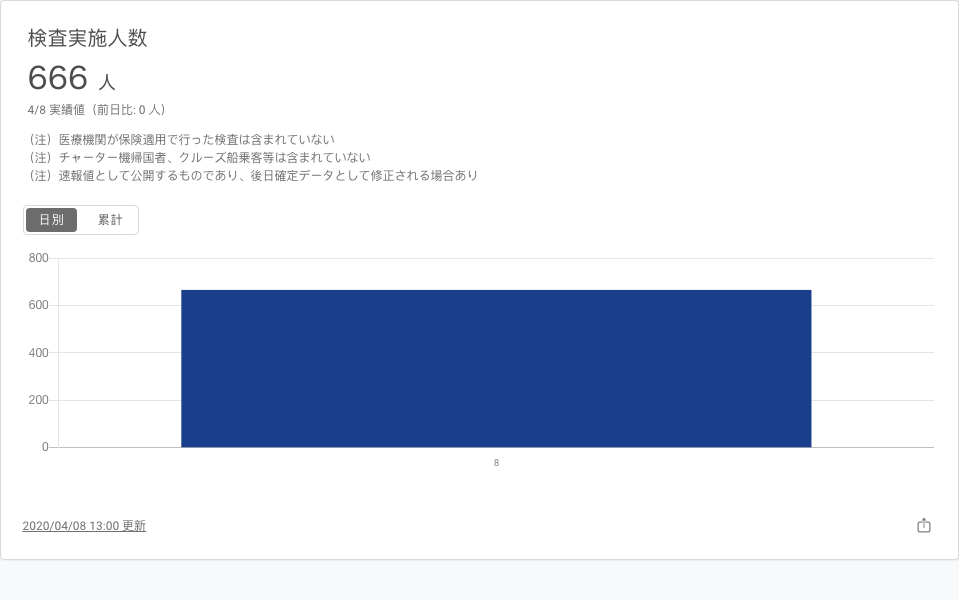 検査実施人数
666 人
4/8 実績値（前日比: 0 人）
（注）医療機関が保険適用で行った検査は含まれていない
（注）チャーター機帰国者、クルーズ船乗客等は含まれていない
（注）速報値として公開するものであり、後日確定データとして修正される場合あり
日別 累計
800
600
400
200
0
8
2020/04/08 13:00 更新